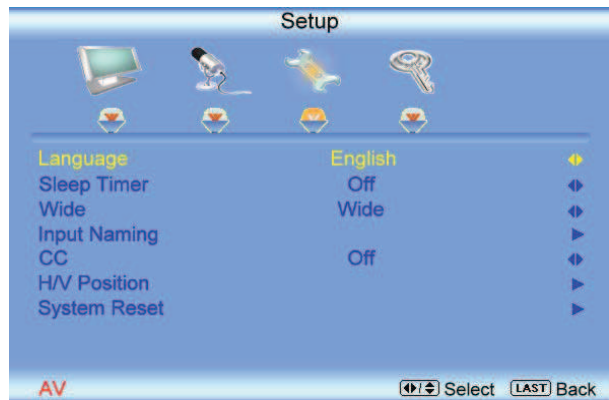 Setup
Language English
Sleep Timer Off
Wide Wide
Input Naming
CC Off
H/V Position
System Reset
AV Select LAST Back